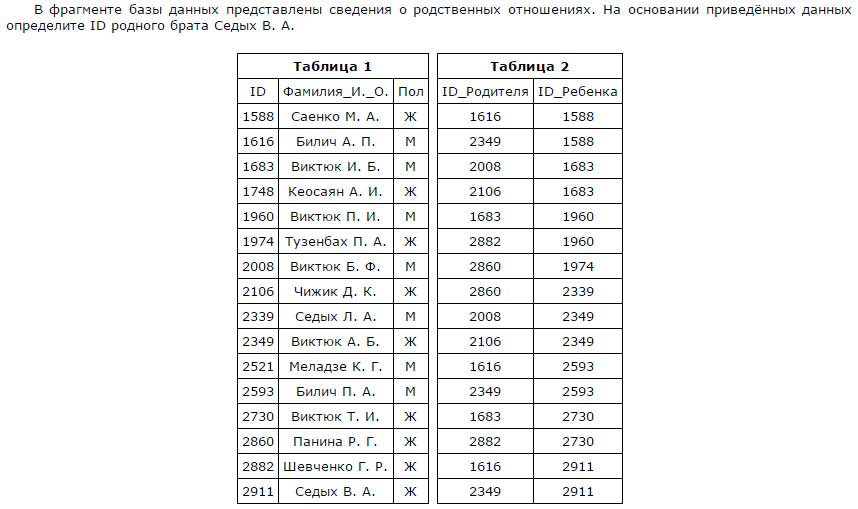 В фрагменте базы данных представлены сведения о родственных отношениях. На основании приведённых данных
определите ID родного брата Седых В. А.
Таблица 1 Таблица 2
ID Фамилия_И._О. Пол ID_Родителя ID_Ребенка
1588 Саенко М. А. Ж 1616 1588
1616 Билич А. П. М 2349 1588
1683 Виктюк И. Б. М 2008 1683
1748 Кеосаян А. И. Ж 2106 1683
1960 Виктюк П. И. М 1683 1960
1974 Тузенбах П. А. Ж 2882 1960
2008 Виктюк Б. Ф. М 2860 1974
2106 Чижик Д. К. Ж 2860 2339
2339 Седых Л. А. М 2008 2349
2349 Виктюк А. Б. Ж 2106 2349
2521 Меладзе К. Г. М 1616 2593
2593 Билич П. А. М 2349 2593
2730 Виктюк Т. И. Ж 1683 2730
2860 Панина Р. Г. Ж 2882 2730
2882 Шевченко Г. Р. Ж 1616 2911
2911 Седых В. А. Ж 2349 2911